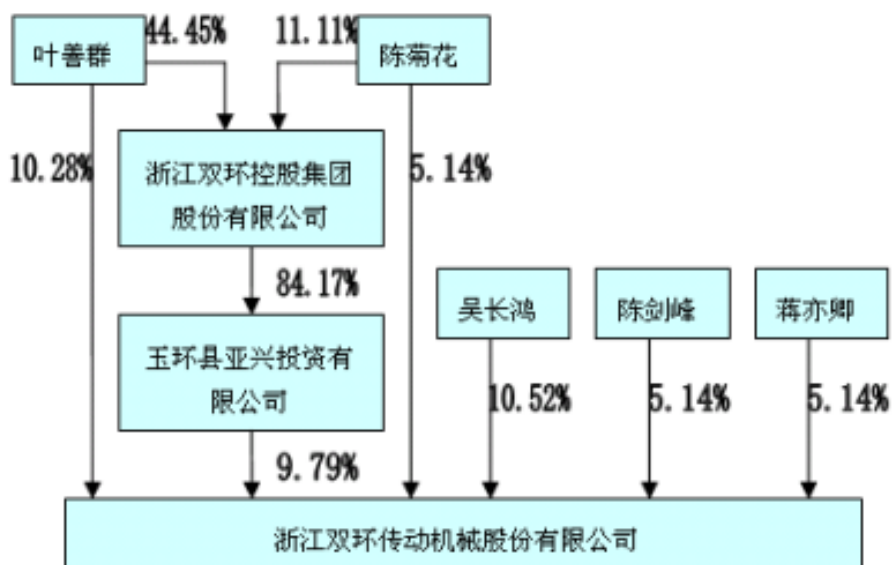 叶善群
44.45%
11.11%
陈菊花
10.28%
浙江双环控股集团
股份有限公司
5.14%
84.17%
吴长鸿
陈剑峰
蒋亦卿
玉环县亚兴投资有
限公司
10.52%
5.14%
5.14%
9.79%
浙江双环传动机械股份有限公司